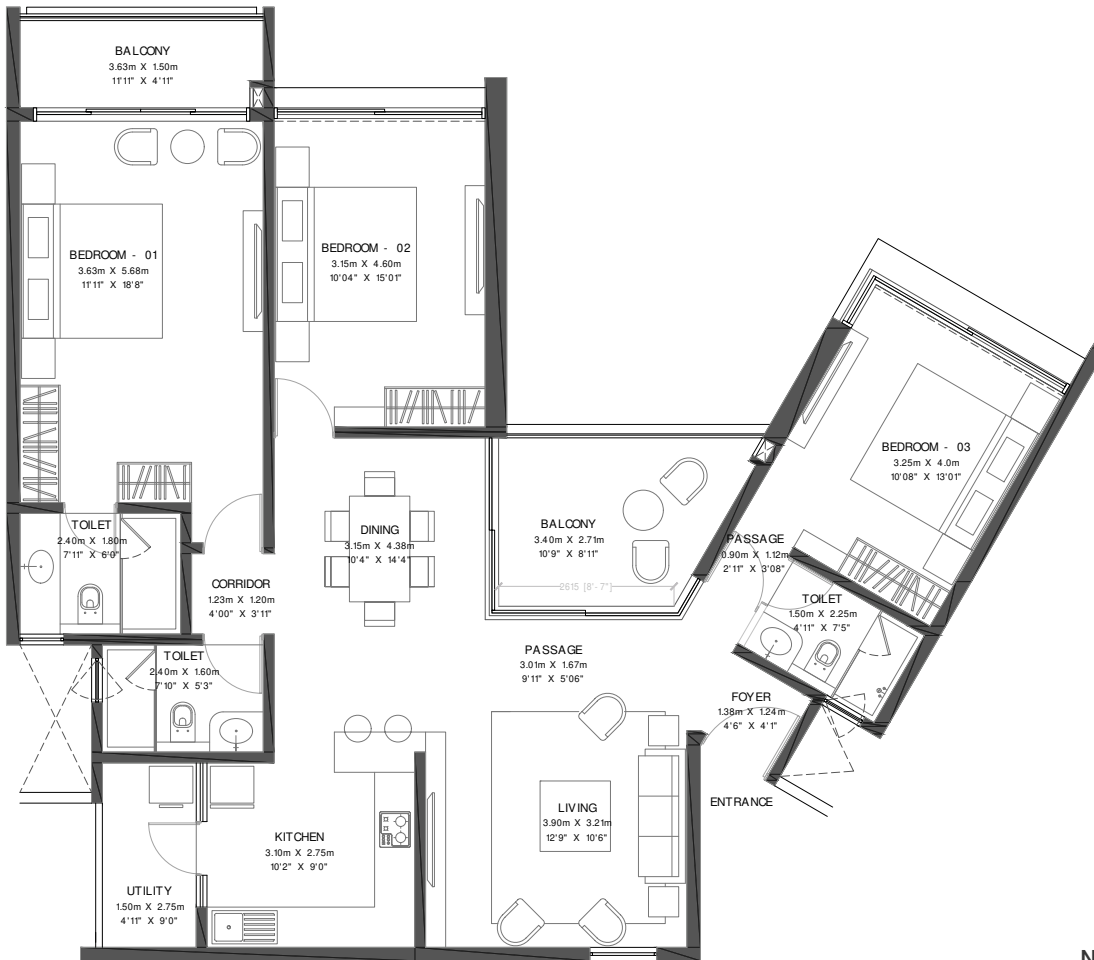 BALCONY
3.63m X 1.50m
11'11" X 4'11"
BEDROOM - 01
3.63m X 5.68m
11'11" X 18'8"
BEDROOM - 02
3.15m X 4.60m
10'04" X 15'01"
BEDROOM - 03
3.25m X 4.0m
10'08" X 13'01"
TOILET
2.40m X 1.80m
7'11" X 6'0"
DINING
3.15m X 4.38m
10'4" X 14'4"
BALCONY
3.40m X 2.71m
10'9" X 8'11"
2615 [8'-7"]
PASSAGE
0.90m X 1.12m
2'11" X 3'08"
CORRIDOR
1.23m X 1.20m
4'00" X 3'11"
TOILET
1.50m X 2.25m
4'11" X 7'5"
TOILET
2.40m X 1.60m
7'10" X 5'3"
PASSAGE
3.01m X 1.67m
9'11" X 5'06"
FOYER
1.38m X 1.24m
4'6" X 4'1"
ENTRANCE
LIVING
3.90m X 3.21m
12'9" X 10'6"
KITCHEN
3.10m X 2.75m
10'2" X 9'0"
UTILITY
1.50m X 2.75m
4'11" X 9'0"
N